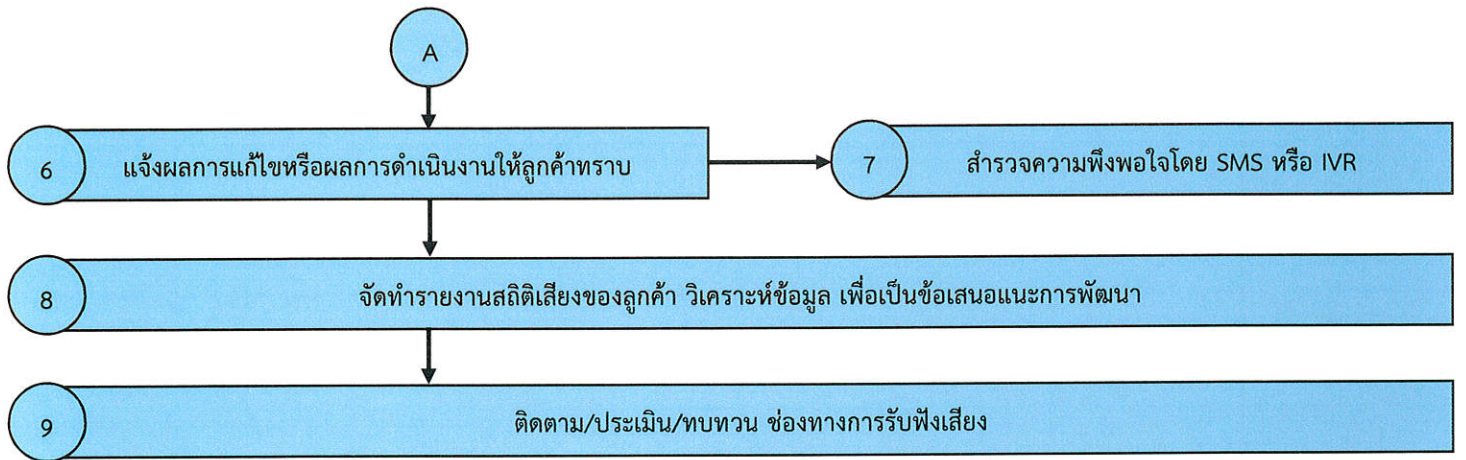 A
6 แจ้งผลการแก้ไขหรือผลการดำเนินงานให้ลูกค้าทราบ
7 สำรวจความพึงพอใจโดย SMS หรือ IVR
8 จัดทำรายงานสถิติเสียงของลูกค้า วิเคราะห์ข้อมูล เพื่อเป็นข้อเสนอแนะการพัฒนา
9 ติดตาม/ประเมิน/ทบทวน ช่องทางการรับฟังเสียง